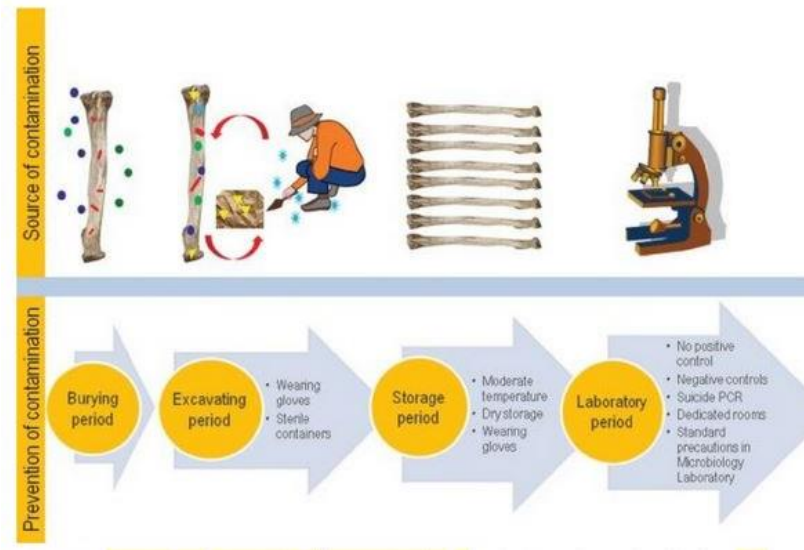 Source of contamination
Prevention of contamination
Burying
period
Excavating
period
• Wearing
gloves
• Sterile
containers
Storage
period
• Moderate
temperature
• Dry storage
• Wearing
gloves
Laboratory
period
• No positive
control
• Negative controls
• Suicide PCR
• Dedicated rooms
• Standard
precautions in
Microbiology
Laboratory